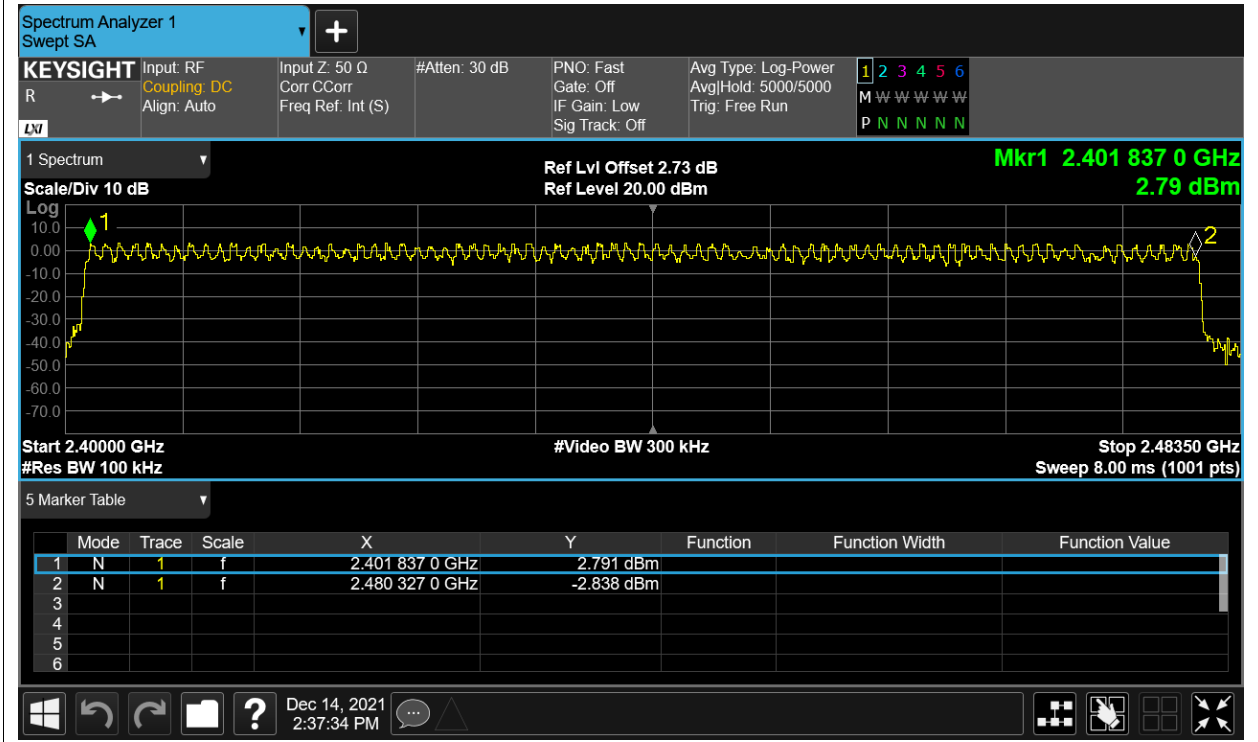 Spectrum Analyzer 1
Swept SA
+
KEYSIGHT
R
LXI
Input: RF
Coupling: DC
Align: Auto
Input Z: 50 Ω
Corr CCorr
Freq Ref: Int (S)
#Atten: 30 dB
PNO: Fast
Gate: Off
IF Gain: Low
Sig Track: Off
Avg Type: Log-Power
Avg|Hold: 5000/5000
Trig: Free Run
1 2 3 4 5 6
M W W W W W W
P N N N N N N
1 Spectrum
Scale/Div 10 dB
Ref Lvl Offset 2.73 dB
Ref Level 20.00 dBm
Mkr1 2.401 837 0 GHz
2.79 dBm
Log
10.0
0.00
-10.0
-20.0
-30.0
-40.0
-50.0
-60.0
-70.0
1
2
Start 2.40000 GHz
#Res BW 100 kHz
#Video BW 300 kHz
Stop 2.48350 GHz
Sweep 8.00 ms (1001 pts)
5 Marker Table
Mode Trace Scale X Y Function Function Width Function Value
1 N 1 f 2.401 837 0 GHz 2.791 dBm
2 N 1 f 2.480 327 0 GHz -2.838 dBm
3
4
5
6
?
Dec 14, 2021
2:37:34 PM